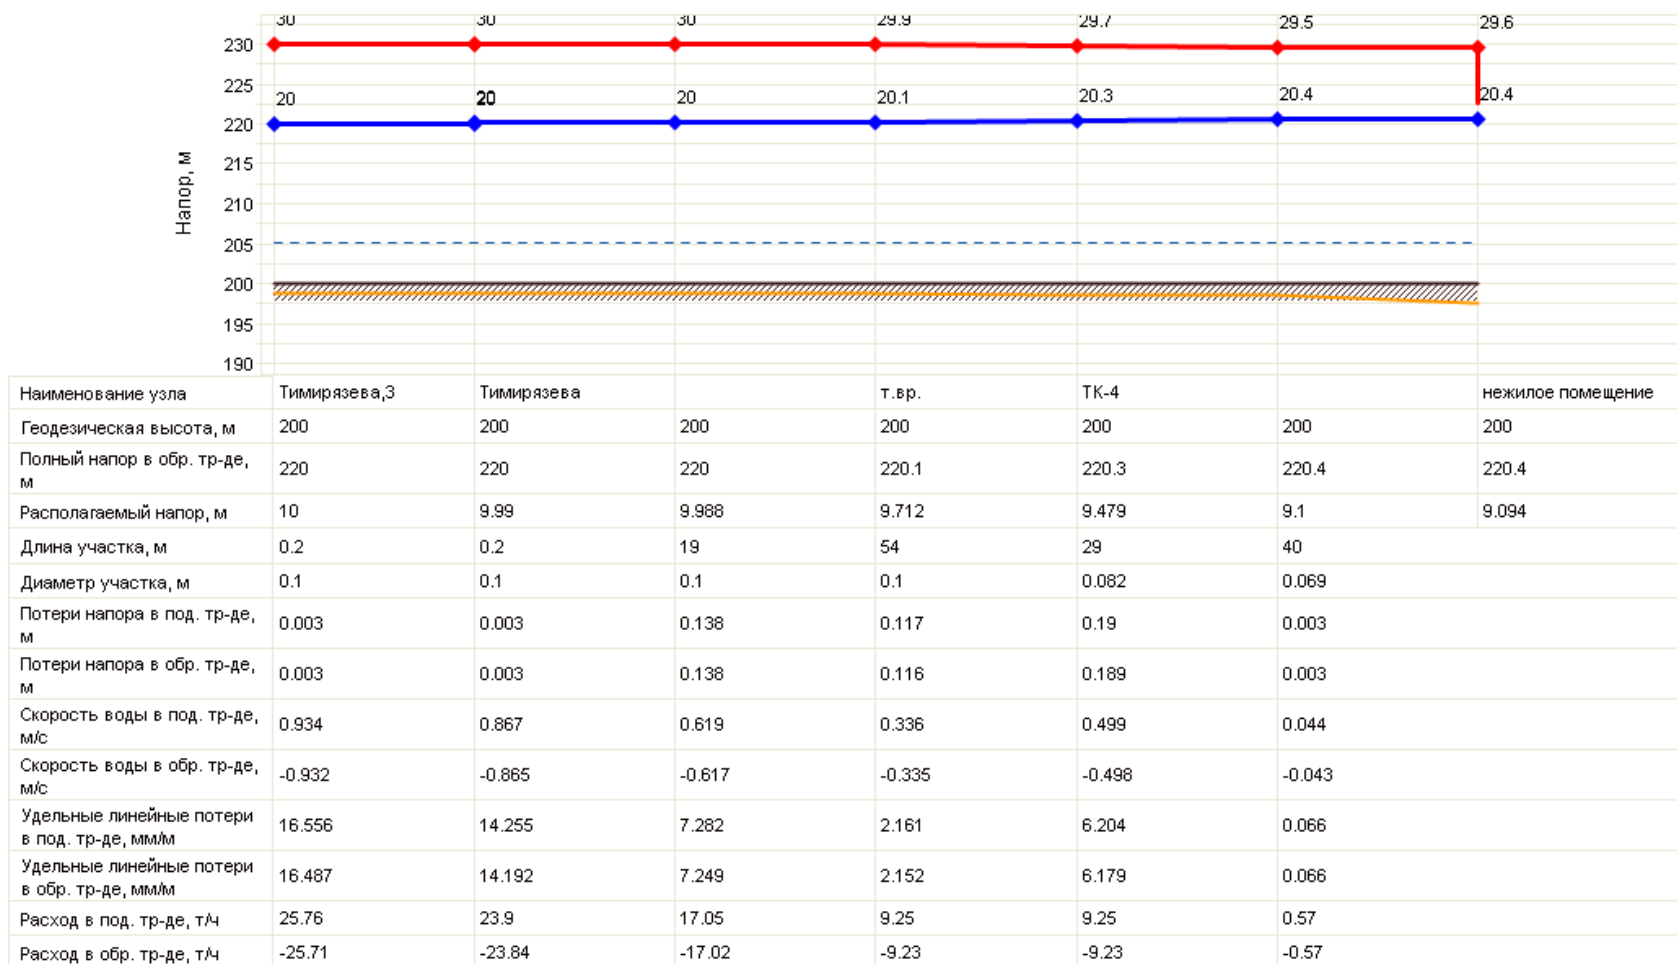 30 30 30 29.9 29.7 29.5 29.6
230
225
20 20 20 20.1 20.3 20.4 20.4
220
215
210
205
200
195
190
Напор, м
Наименование узла Тимирязева,3 Тимирязева т.вр. ТК-4 нежилое помещение
Геодезическая высота, м 200 200 200 200 200 200 200
Полный напор в обр. тр-де,
м 220 220 220 220.1 220.3 220.4 220.4
Располагаемый напор, м 10 9.99 9.988 9.712 9.479 9.1 9.094
Длина участка, м 0.2 0.2 19 54 29 40
Диаметр участка, м 0.1 0.1 0.1 0.1 0.082 0.069
Потери напора в под. тр-де,
м 0.003 0.003 0.138 0.117 0.19 0.003
Потери напора в обр. тр-де,
м 0.003 0.003 0.138 0.116 0.189 0.003
Скорость воды в под. тр-де,
м/с 0.934 0.867 0.619 0.336 0.499 0.044
Скорость воды в обр. тр-де,
м/с -0.932 -0.865 -0.617 -0.335 -0.498 -0.043
Удельные линейные потери
в под. тр-де, мм/м 16.556 14.255 7.282 2.161 6.204 0.066
Удельные линейные потери
в обр. тр-де, мм/м 16.487 14.192 7.249 2.152 6.179 0.066
Расход в под. тр-де, т/ч 25.76 23.9 17.05 9.25 9.25 0.57
Расход в обр. тр-де, т/ч -25.71 -23.84 -17.02 -9.23 -9.23 -0.57